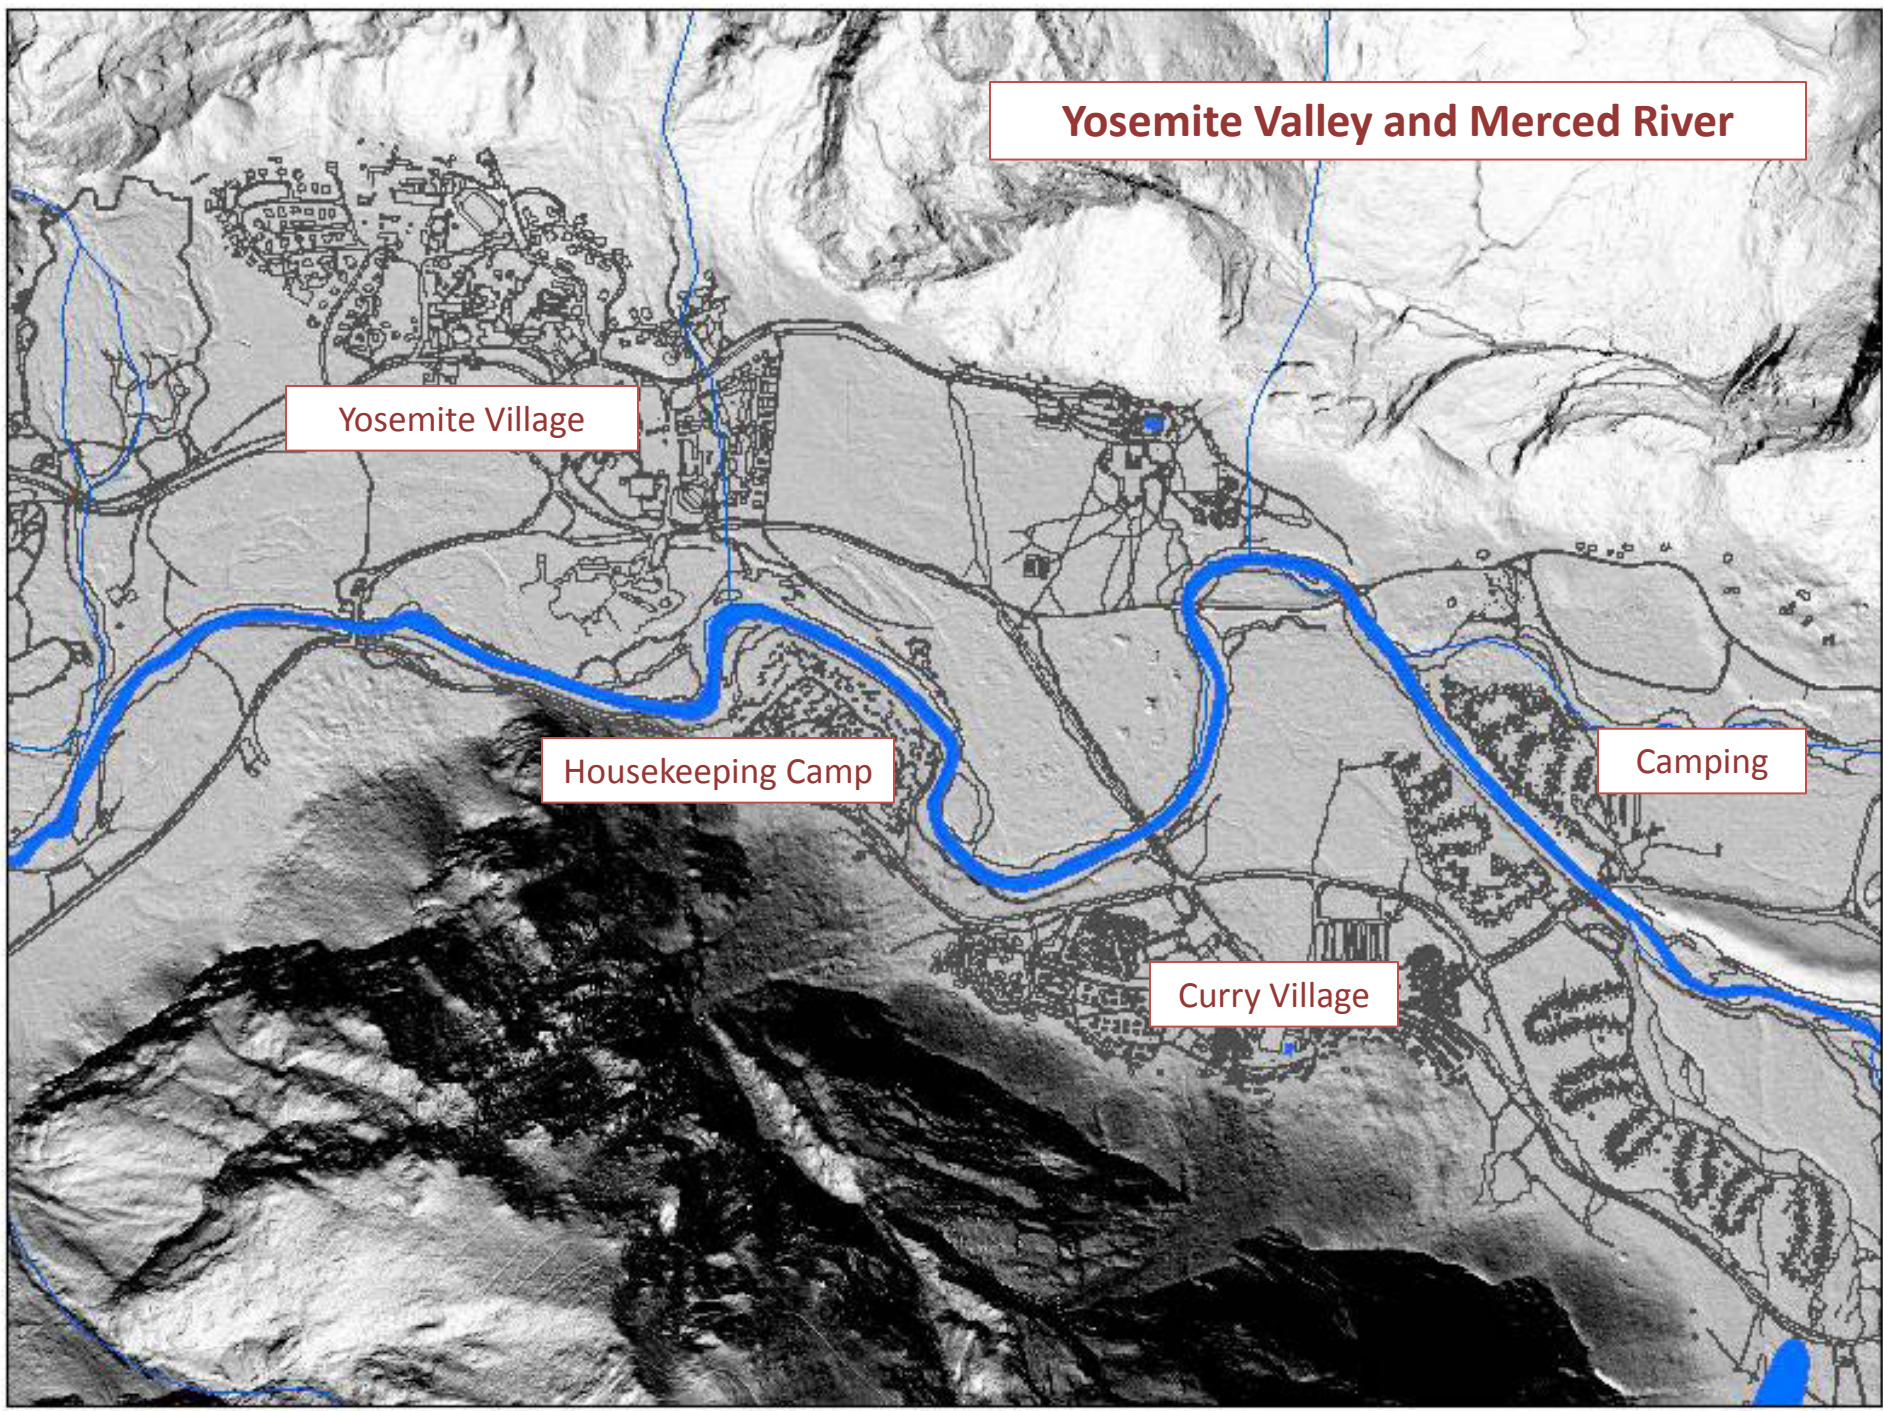 Yosemite Valley and Merced River
Yosemite Village
Housekeeping Camp
Camping
Curry Village